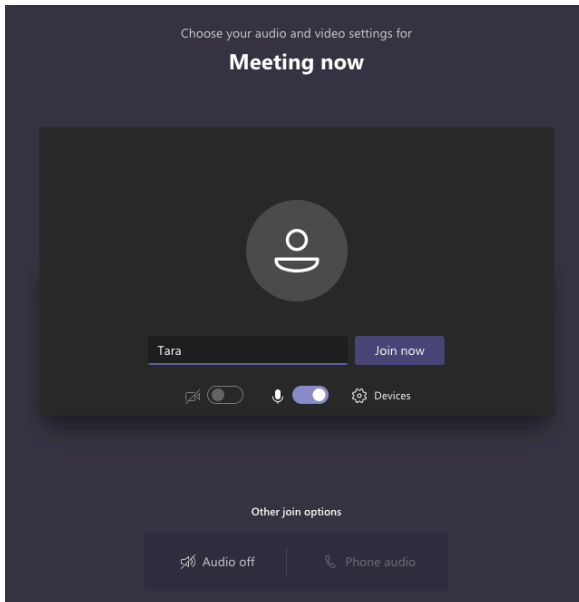 Choose your audio and video settings for
Meeting now
Tara
Join now
Devices
Other join options
Audio off
Phone audio